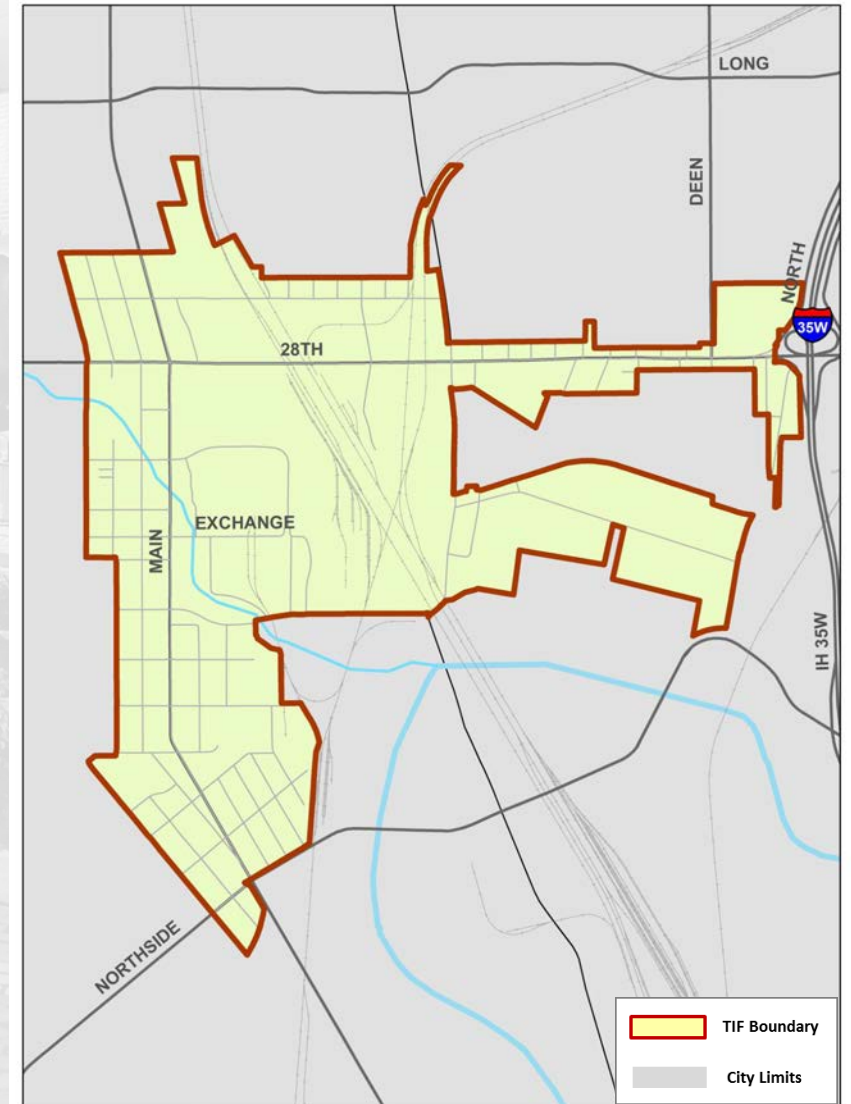 LONG
DEEN
NORTH
35W
28TH
EXCHANGE
MAIN
IH 35W
NORTHSIDE
TIF Boundary
City Limits